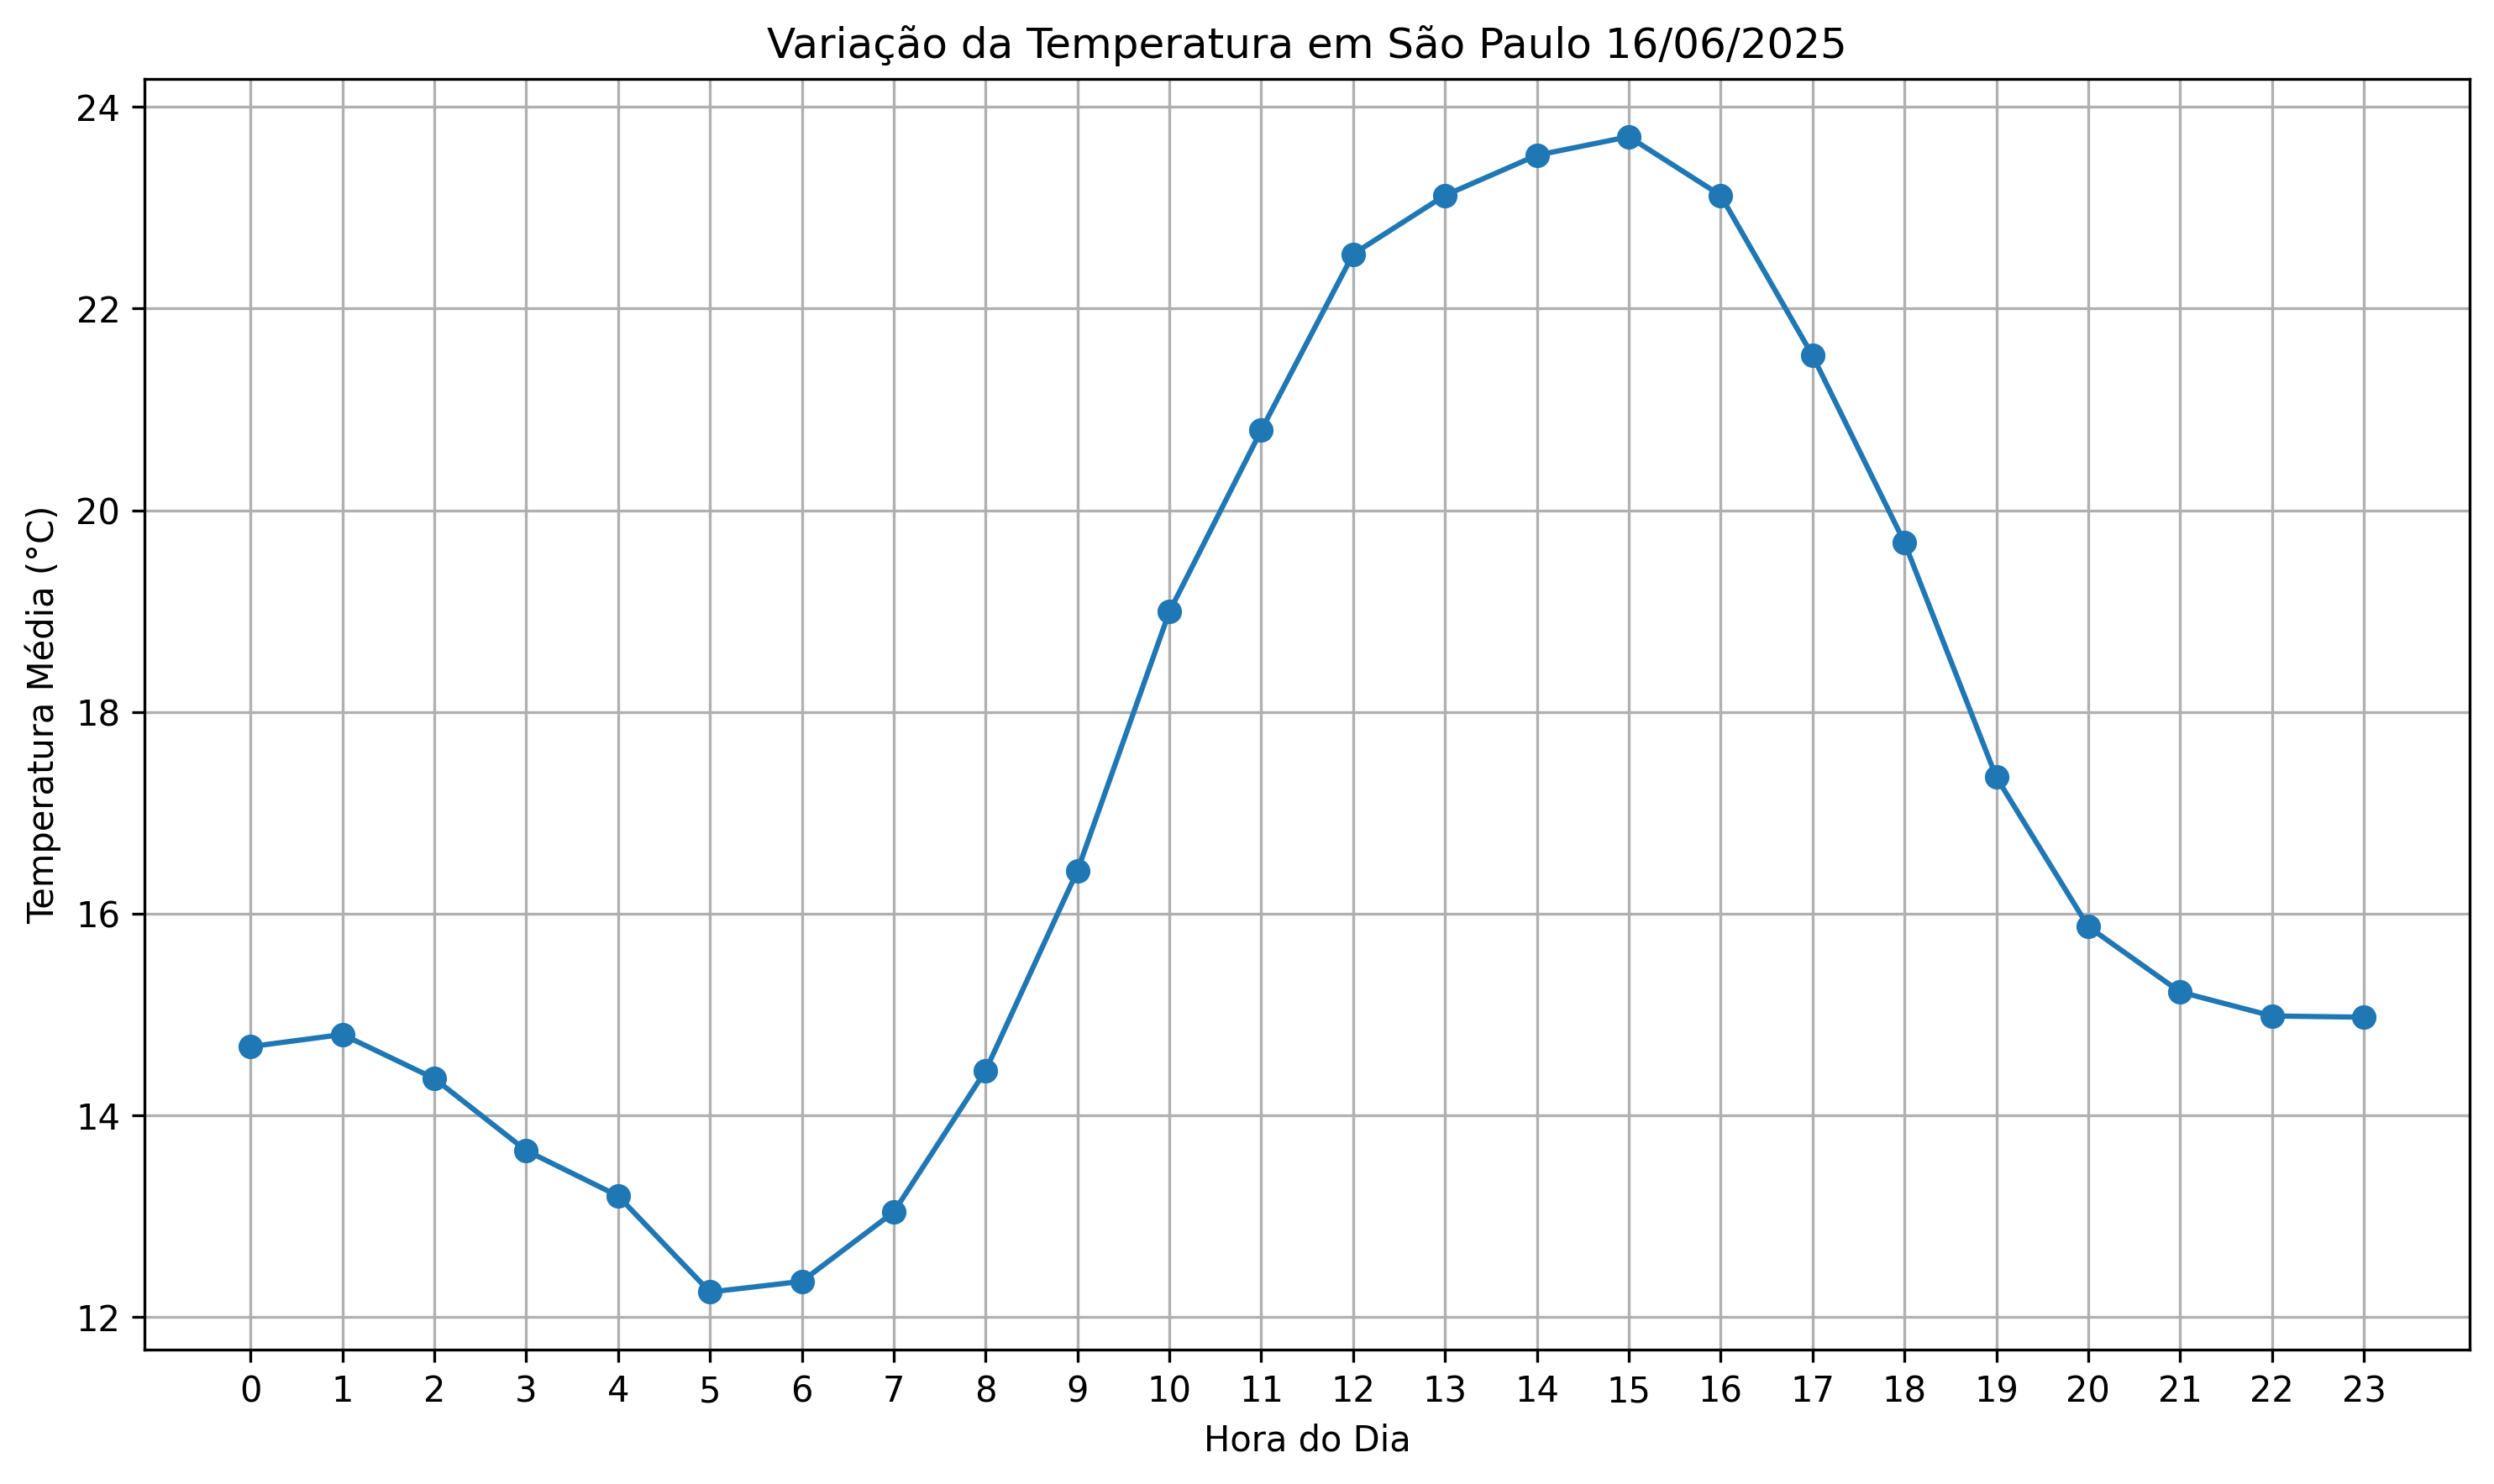 Variação da Temperatura em São Paulo 16/06/2025
Temperatura Média (°C)
24
22
20
18
16
14
12
0 1 2 3 4 5 6 7 8 9 10 11 12 13 14 15 16 17 18 19 20 21 22 23
Hora do Dia